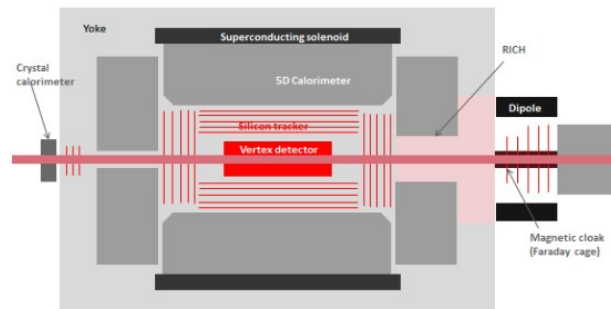 Yoke
Superconducting solenoid
RICH
Crystal
calorimeter
5D Calorimeter
Dipole
Silicon tracker
Vertex detector
Magnetic cloak
(Faraday cage)